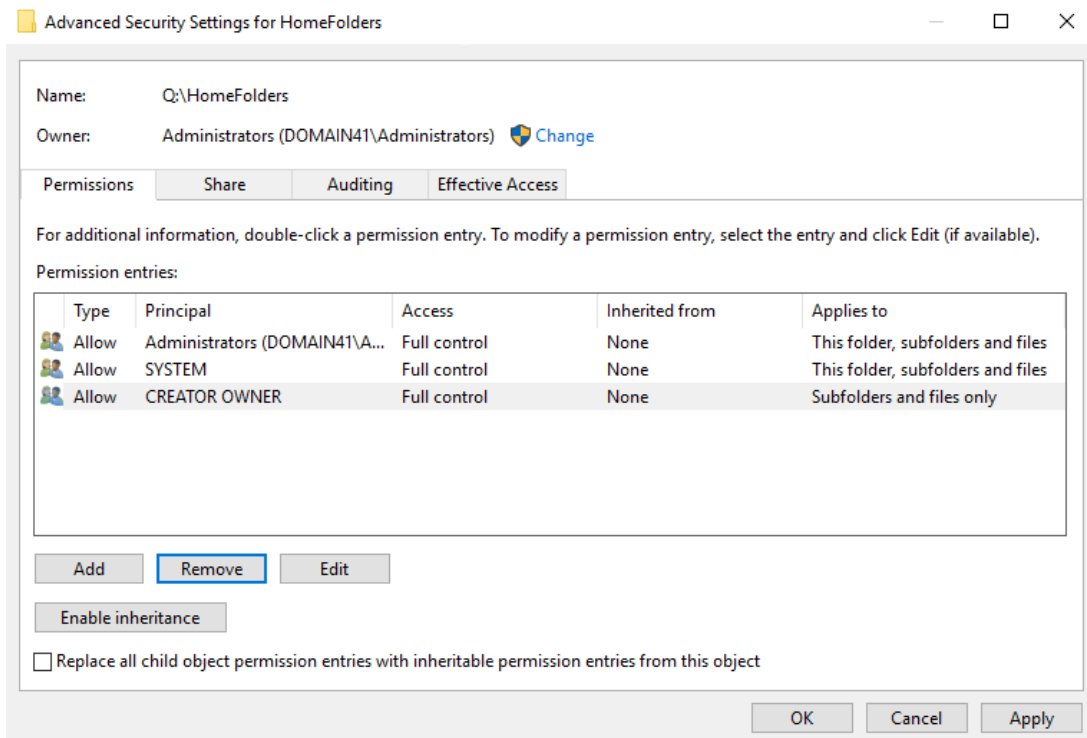 Advanced Security Settings for HomeFolders
Name: Q:\HomeFolders
Owner: Administrators (DOMAIN41\Administrators) Change
Permissions Share Auditing Effective Access
For additional information, double-click a permission entry. To modify a permission entry, select the entry and click Edit (if available).
Permission entries:
Type Principal Access Inherited from Applies to
Allow Administrators (DOMAIN41\A... Full control None This folder, subfolders and files
Allow SYSTEM Full control None This folder, subfolders and files
Allow CREATOR OWNER Full control None Subfolders and files only
Add Remove Edit
Enable inheritance
Replace all child object permission entries with inheritable permission entries from this object
OK Cancel Apply